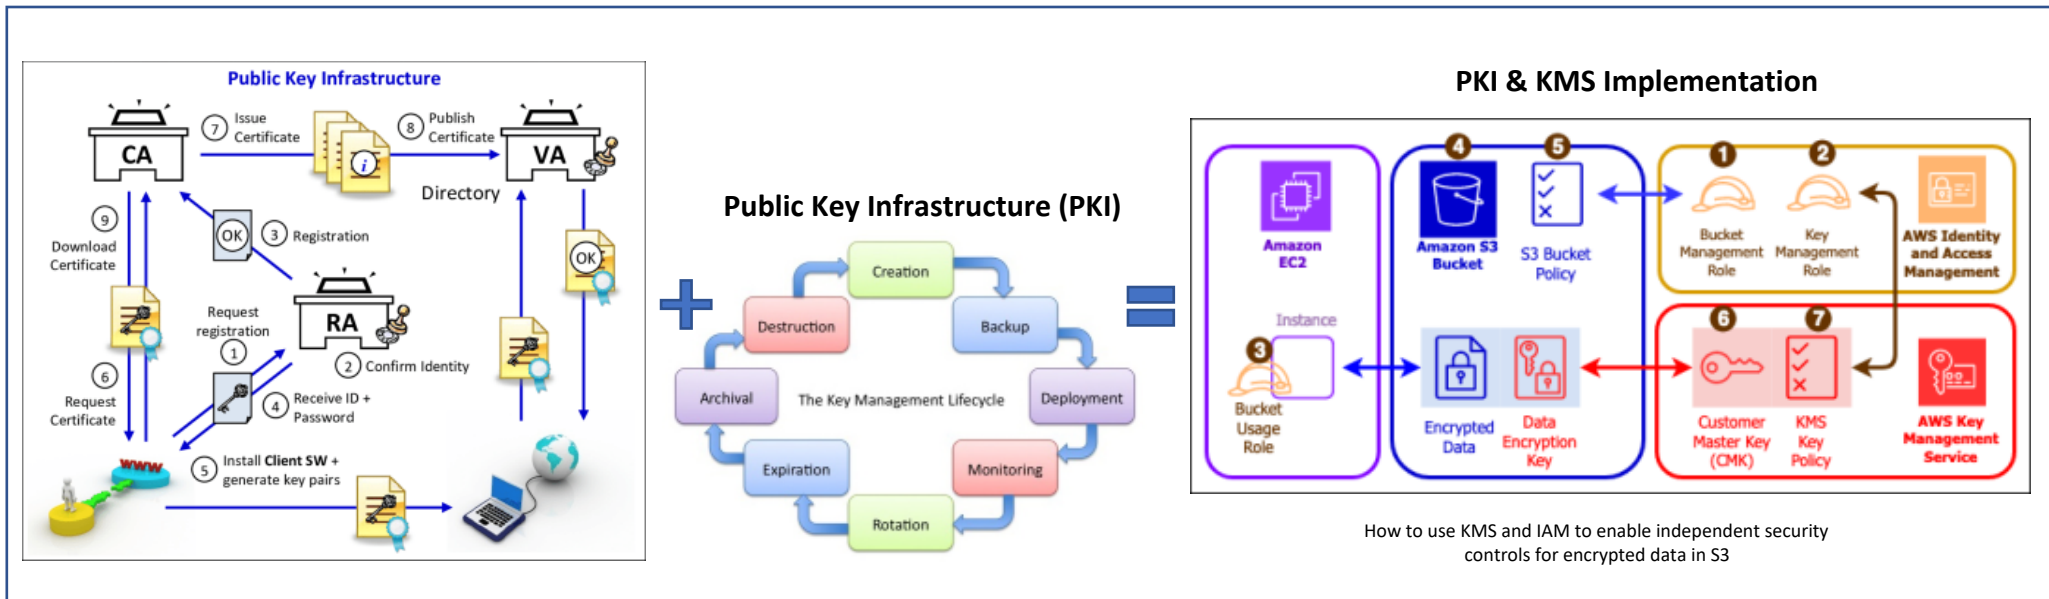 Public Key Infrastructure
7
Issue
Certificate
8
Publish
Certificate
CA
i
VA
Directory
9
Download
Certificate
OK
3
Registration
OK
Request
registration
1
RA
2
Confirm Identity
6
Request
Certificate
4
Receive ID +
Password
WWW
5
Install Client SW +
generate key pairs
Public Key Infrastructure (PKI)
Creation
Backup
Deployment
Monitoring
Rotation
Expiration
Archival
Destruction
The Key Management Lifecycle
PKI & KMS Implementation
Amazon
EC2
Instance
3
Bucket
Usage
Role
4
Amazon S3
Bucket
5
S3 Bucket
Policy
Encrypted
Data
Data
Encryption
Key
1
Bucket
Management
Role
2
Key
Management
Role
AWS Identity
and Access
Management
6
Customer
Master Key
(CMK)
7
KMS
Key
Policy
AWS Key
Management
Service
How to use KMS and IAM to enable independent security
controls for encrypted data in S3